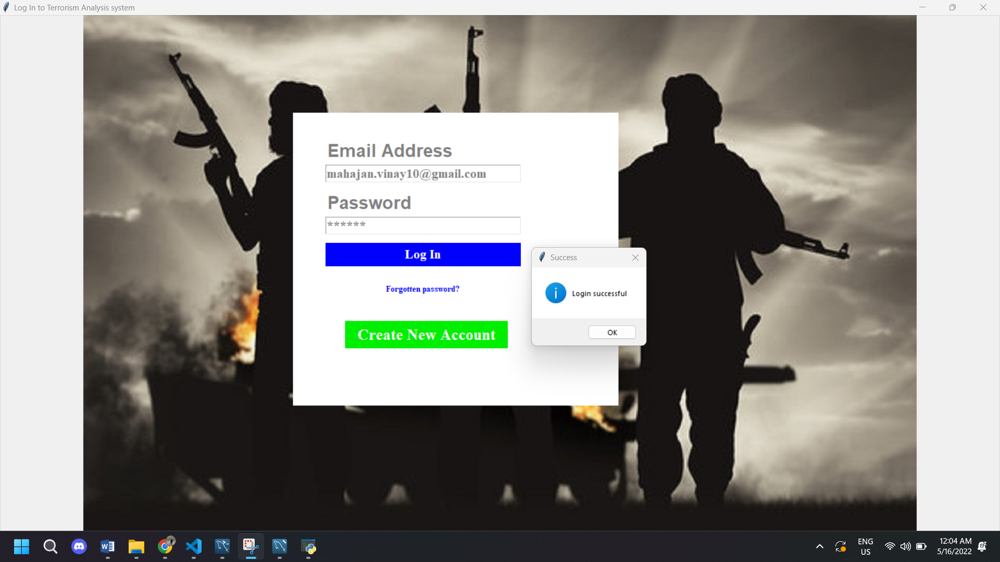 Log In to Terrorism Analysis system
Email Address
mahajan.vinay10@gmail.com
Password
******
Log In
Forgotten password?
Create New Account
Success
Login successful
OK
ENG
US
12:04 AM
5/16/2022